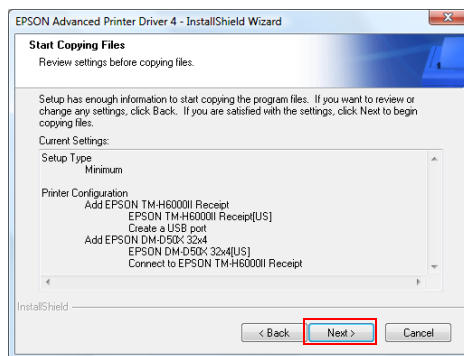 EPSON Advanced Printer Driver 4 - InstallShield Wizard
Start Copying Files
Review settings before copying files.
Setup has enough information to start copying the program files. If you want to review or
change any settings, click Back. If you are satisfied with the settings, click Next to begin
copying files.
Current Settings:
Setup Type
Minimum
Printer Configuration
Add EPSON TM-H6000II Receipt
EPSON TM-H6000II Receipt[US]
Create a USB port
Add EPSON DM-D50X 32x4
EPSON DM-D50X 32x4[US]
Connect to EPSON TM-H6000II Receipt
InstallShield
< Back Next > Cancel